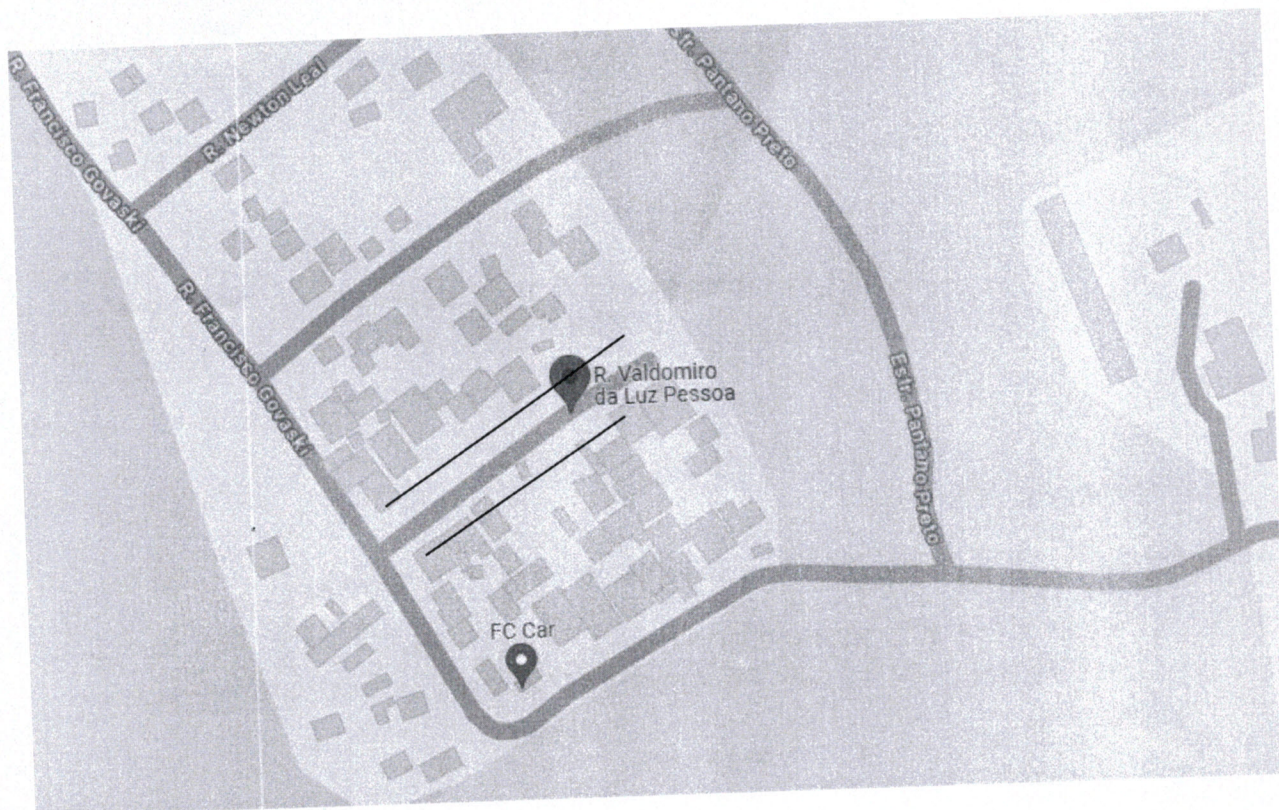 R. Francisco Govaski
R. Newton Leal
Estr. Pantano Preto
R. Francisco Govaski
R. Valdomiro
da Luz Pessoa
Estr. Pantano Preto
FC Car